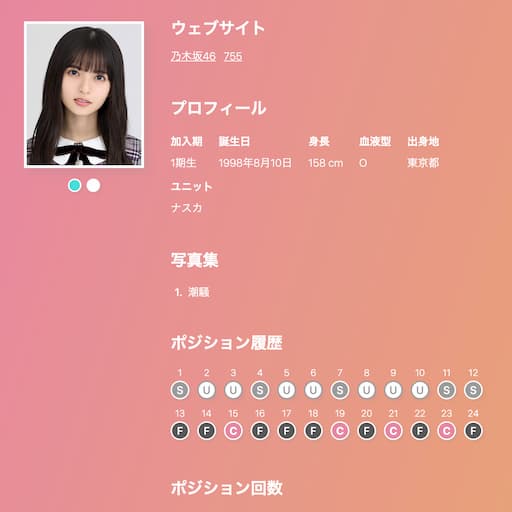 ウェブサイト
乃木坂46 755
プロフィール
加入期 誕生日 身長 血液型 出身地
1期生 1998年8月10日 158 cm O 東京都
ユニット
ナスカ
写真集
1. 潮騒
ポジション履歴
1 2 3 4 5 6 7 8 9 10 11 12
S U U S U U S U U U S S
13 14 15 16 17 18 19 20 21 22 23 24
F F C F F F C F C F C F
ポジション回数